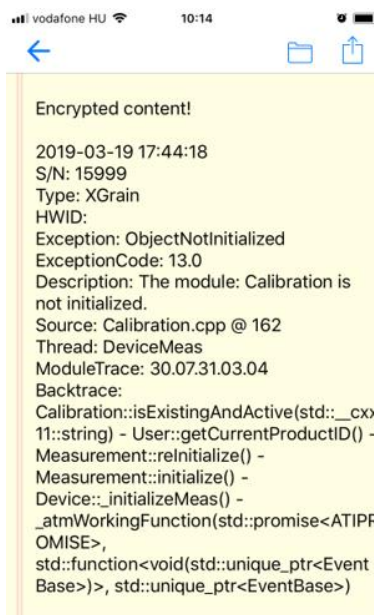 vodafone HU
10:14
Encrypted content!
2019-03-19 17:44:18
S/N: 15999
Type: XGrain
HWID:
Exception: ObjectNotInitialized
ExceptionCode: 13.0
Description: The module: Calibration is
not initialized.
Source: Calibration.cpp @ 162
Thread: DeviceMeas
ModuleTrace: 30.07.31.03.04
Backtrace:
Calibration::isExistingAndActive(std::__cxx
11::string) - User::getCurrentProductID() -
Measurement::reInitialize() -
Measurement::initialize() -
Device::_initializeMeas() -
_atmWorkingFunction(std::promise<ATIPR
OMISE>,
std::function<void(std::unique_ptr<Event
Base>)>, std::unique_ptr<EventBase>)